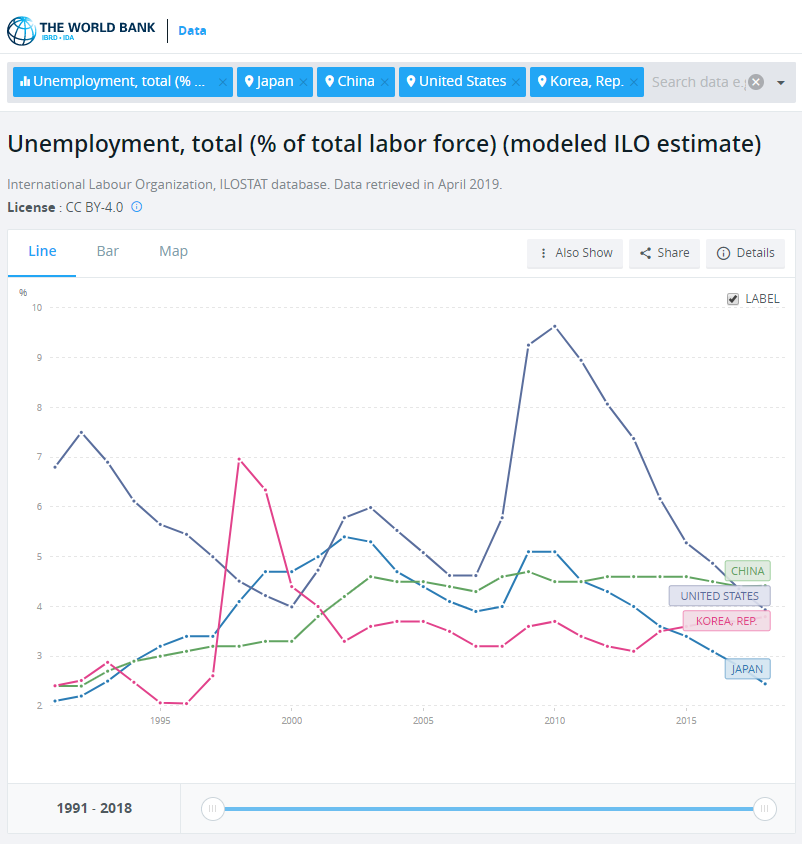 THE WORLD BANK
IBRD • IDA
Data
Unemployment, total (% ... ×
Japan ×
China ×
United States ×
Korea, Rep. ×
Search data e.g
Unemployment, total (% of total labor force) (modeled ILO estimate)
International Labour Organization, ILOSTAT database. Data retrieved in April 2019.
License : CC BY-4.0
Line Bar Map
Also Show Share Details
%
LABEL
10
9
8
7
6
5
4
3
2
CHINA
UNITED STATES
KOREA, REP.
JAPAN
1995 2000 2005 2010 2015
1991 - 2018